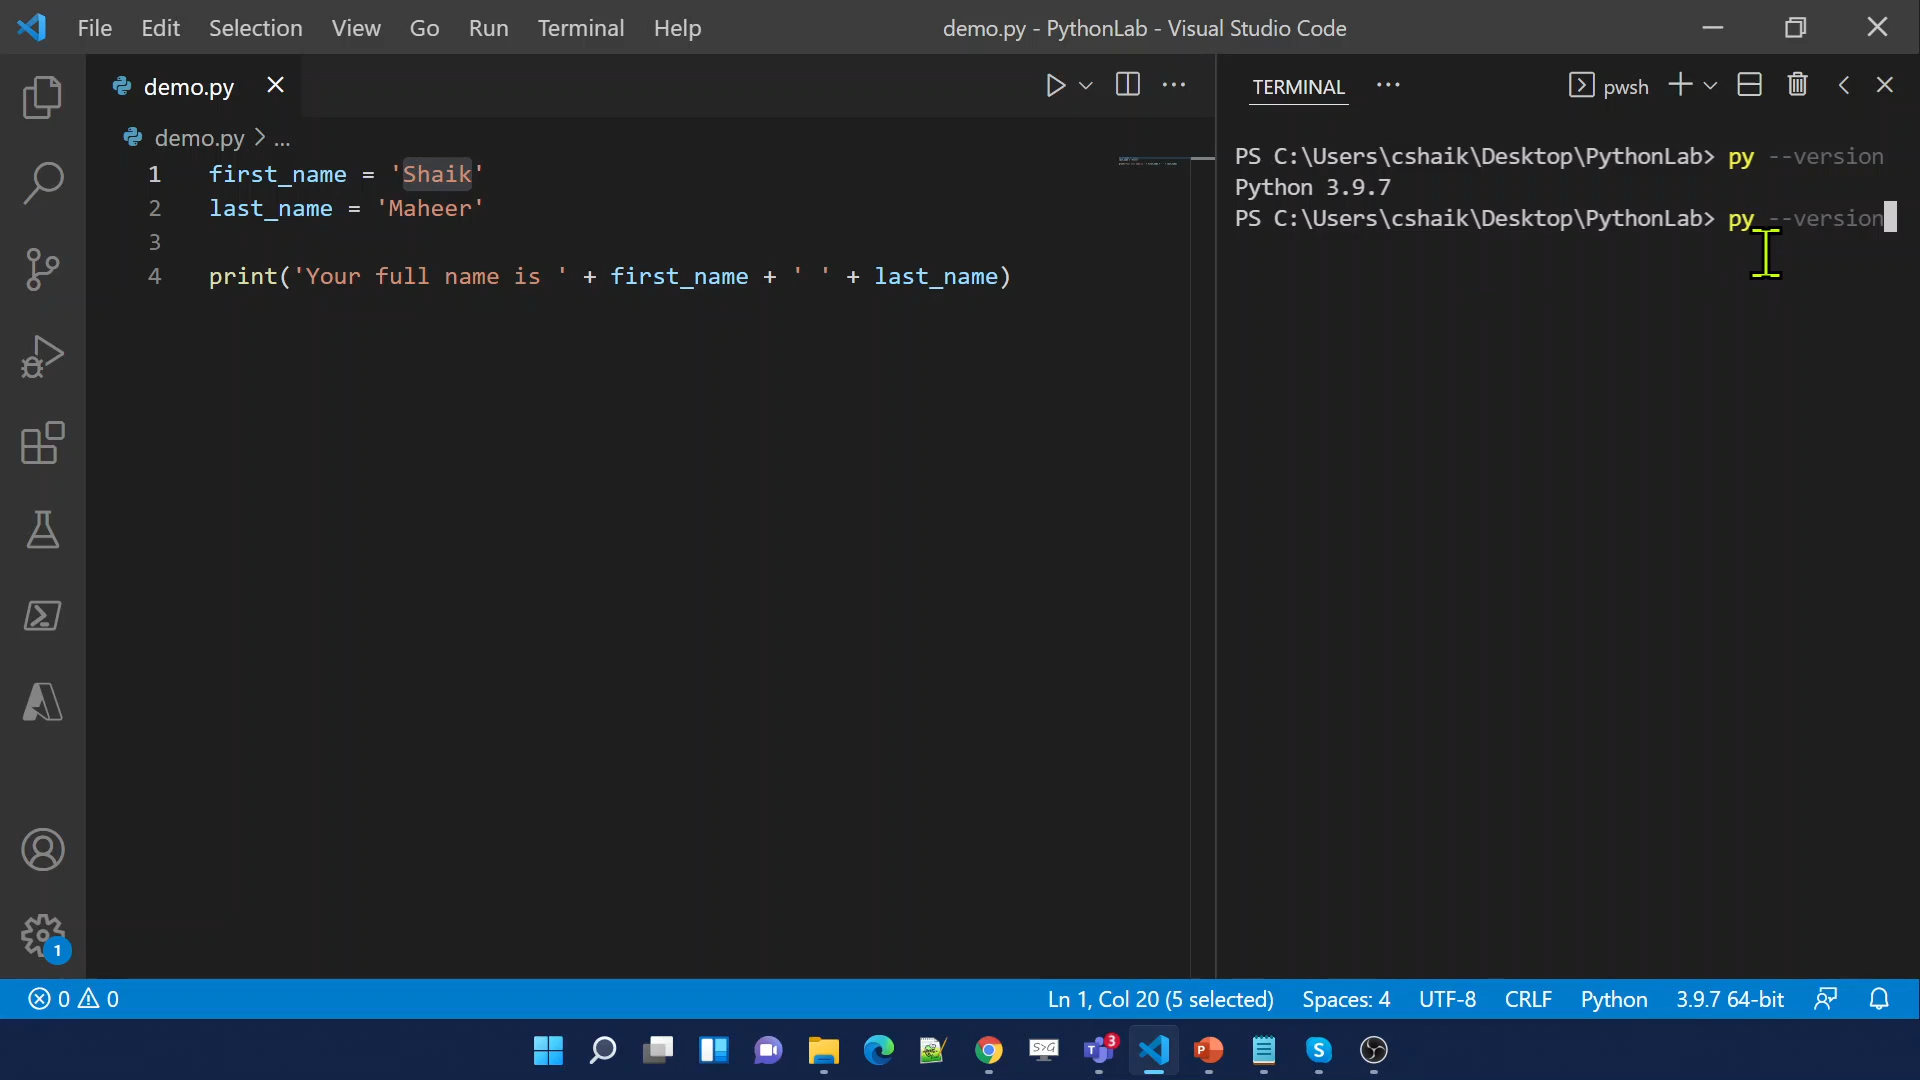 File Edit Selection View Go Run Terminal Help demo.py - PythonLab - Visual Studio Code
demo.py
TERMINAL ... pwsh
demo.py > ...
1 first_name = 'Shaik'
2 last_name = 'Maheer'
3
4 print('Your full name is ' + first_name + ' ' + last_name)
PS C:\Users\cshaik\Desktop\PythonLab> py --version
Python 3.9.7
PS C:\Users\cshaik\Desktop\PythonLab> py --version
1
0 0 Ln 1, Col 20 (5 selected) Spaces: 4 UTF-8 CRLF Python 3.9.7 64-bit
S>G T 3 P S